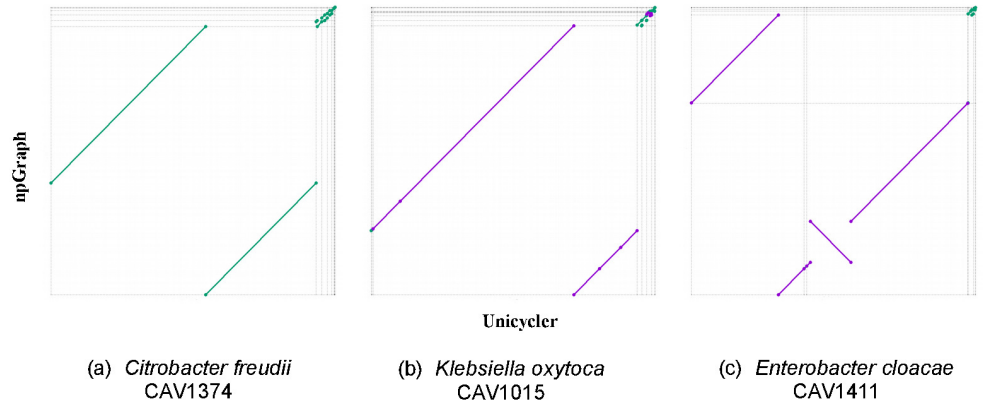 npGraph
Unicycler
(a) Citrobacter freudii
CAV1374
(b) Klebsiella oxytoca
CAV1015
(c) Enterobacter cloacae
CAV1411